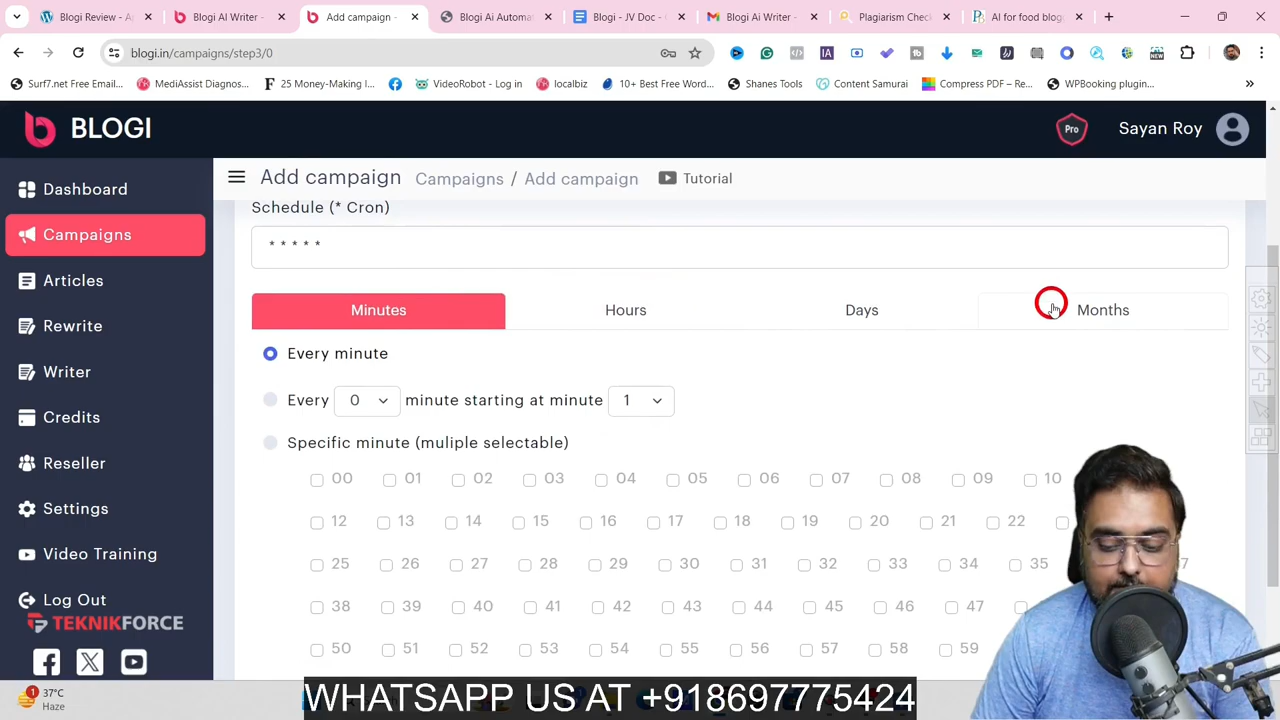 Blogi Review - A
Blogi AI Writer -
Add campaign -
Blogi Ai Automat
Blogi - JV Doc - G
Blogi Ai Writer -
Plagiarism Check
AI for food blogg
blogi.in/campaigns/step3/0
Surf7.net Free Email...
MediAssist Diagnos...
25 Money-Making I...
VideoRobot - Log in
localbiz
10+ Best Free Word...
Shanes Tools
Content Samurai
Compress PDF – Re...
WPBooking plugin...
BLOGI
Pro
Sayan Roy
Dashboard
Campaigns
Articles
Rewrite
Writer
Credits
Reseller
Settings
Video Training
Log Out
TEKNIKFORCE
Add campaign Campaigns / Add campaign Tutorial
Schedule (* Cron)
* * * * *
Minutes Hours Days Months
Every minute
Every 0 minute starting at minute 1
Specific minute (muliple selectable)
00 01 02 03 04 05 06 07 08 09 10
12 13 14 15 16 17 18 19 20 21 22
25 26 27 28 29 30 31 32 33 34 35
38 39 40 41 42 43 44 45 46 47
50 51 52 53 54 55 56 57 58 59
1
37°C
Haze
WHATSAPP US AT +918697775424